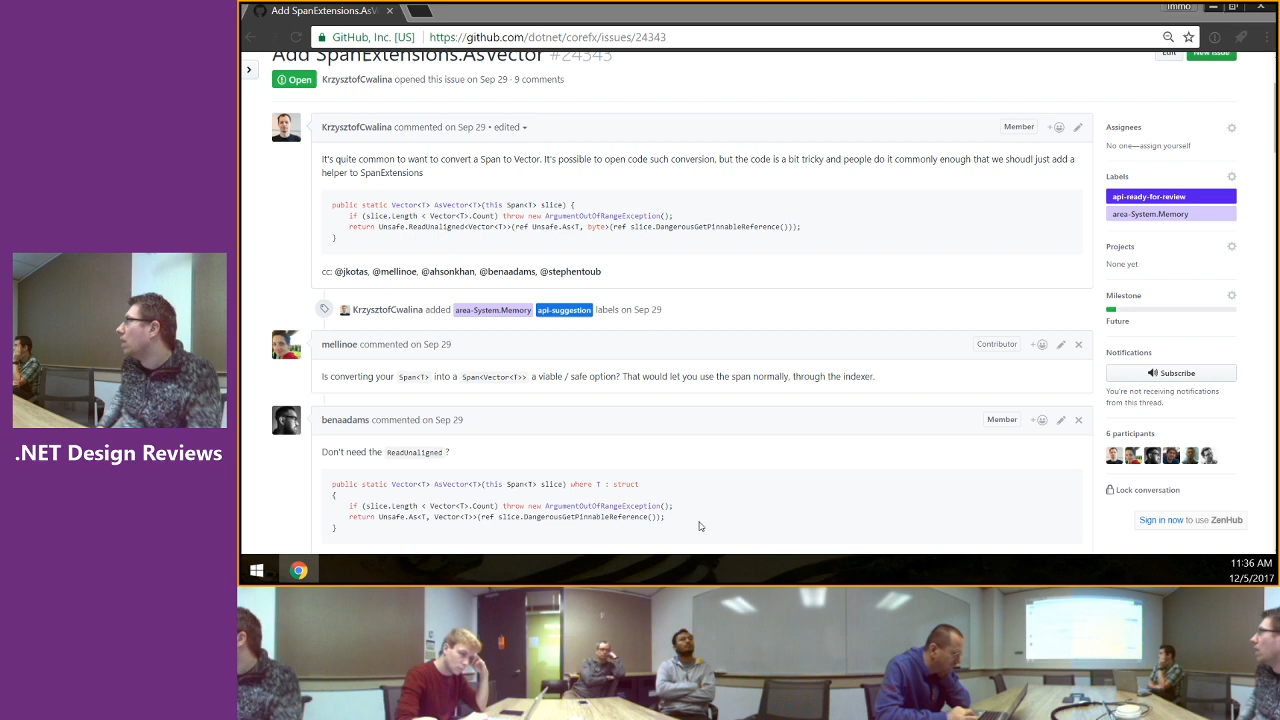 Add SpanExtensions.AsV
Immo
GitHub, Inc. [US]
https://github.com/dotnet/corefx/issues/24343
Add SpanExtensions.AsVector #24343
Edit
New issue
Open
KrzysztofCwalina opened this issue on Sep 29 · 9 comments
KrzysztofCwalina commented on Sep 29 • edited
Member
It's quite common to want to convert a Span to Vector. It's possible to open code such conversion, but the code is a bit tricky and people do it commonly enough that we shoudl just add a
helper to SpanExtensions
public static Vector<T> AsVector<T>(this Span<T> slice) {
if (slice.Length < Vector<T>.Count) throw new ArgumentOutOfRangeException();
return Unsafe.ReadUnaligned<Vector<T>>(ref Unsafe.As<T, byte>(ref slice.DangerousGetPinnableReference()));
}
cc: @jkotas, @mellinoe, @ahsonkhan, @benaadams, @stephentoub
KrzysztofCwalina added area-System.Memory api-suggestion labels on Sep 29
mellinoe commented on Sep 29
Contributor
Is converting your Span<T> into a Span<Vector<T>> a viable / safe option? That would let you use the span normally, through the indexer.
benaadams commented on Sep 29
Member
Don't need the ReadUnaligned ?
public static Vector<T> AsVector<T>(this Span<T> slice) where T : struct
{
if (slice.Length < Vector<T>.Count) throw new ArgumentOutOfRangeException();
return Unsafe.As<T, Vector<T>>(ref slice.DangerousGetPinnableReference());
}
Assignees
No one—assign yourself
Labels
api-ready-for-review
area-System.Memory
Projects
None yet
Milestone
Future
Notifications
Subscribe
You're not receiving notifications
from this thread.
6 participants
Lock conversation
Sign in now to use ZenHub
11:36 AM
12/5/2017
.NET Design Reviews